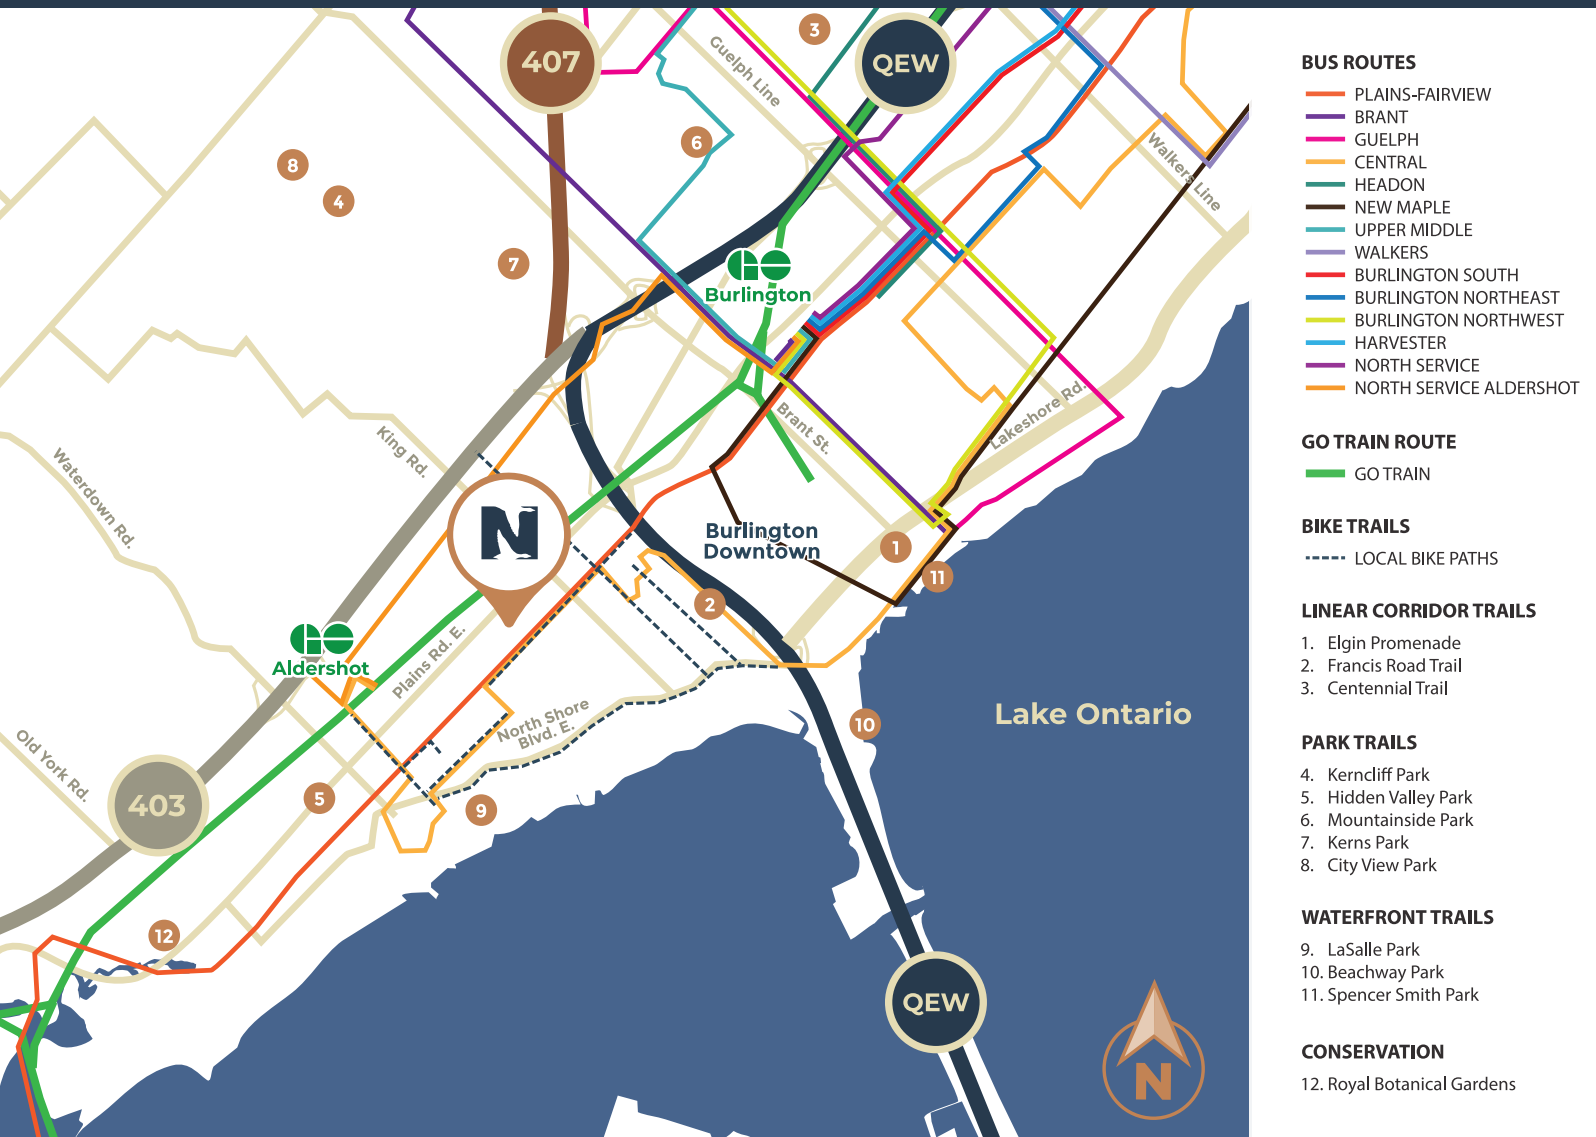 407
3
QEW
Guelph Line
6
8
4
Walkers Line
7
Burlington
King Rd.
Brant St.
Lakeshore Rd.
Waterdown Rd.
N
Burlington
Downtown
1
11
2
Aldershot
Plains Rd. E.
North Shore
Blvd. E.
Lake Ontario
10
Old York Rd.
403
5
9
12
QEW
N
BUS ROUTES
PLAINS-FAIRVIEW
BRANT
GUELPH
CENTRAL
HEADON
NEW MAPLE
UPPER MIDDLE
WALKERS
BURLINGTON SOUTH
BURLINGTON NORTHEAST
BURLINGTON NORTHWEST
HARVESTER
NORTH SERVICE
NORTH SERVICE ALDERSHOT
GO TRAIN ROUTE
GO TRAIN
BIKE TRAILS
LOCAL BIKE PATHS
LINEAR CORRIDOR TRAILS
1. Elgin Promenade
2. Francis Road Trail
3. Centennial Trail
PARK TRAILS
4. Kerncliff Park
5. Hidden Valley Park
6. Mountainside Park
7. Kerns Park
8. City View Park
WATERFRONT TRAILS
9. LaSalle Park
10. Beachway Park
11. Spencer Smith Park
CONSERVATION
12. Royal Botanical Gardens